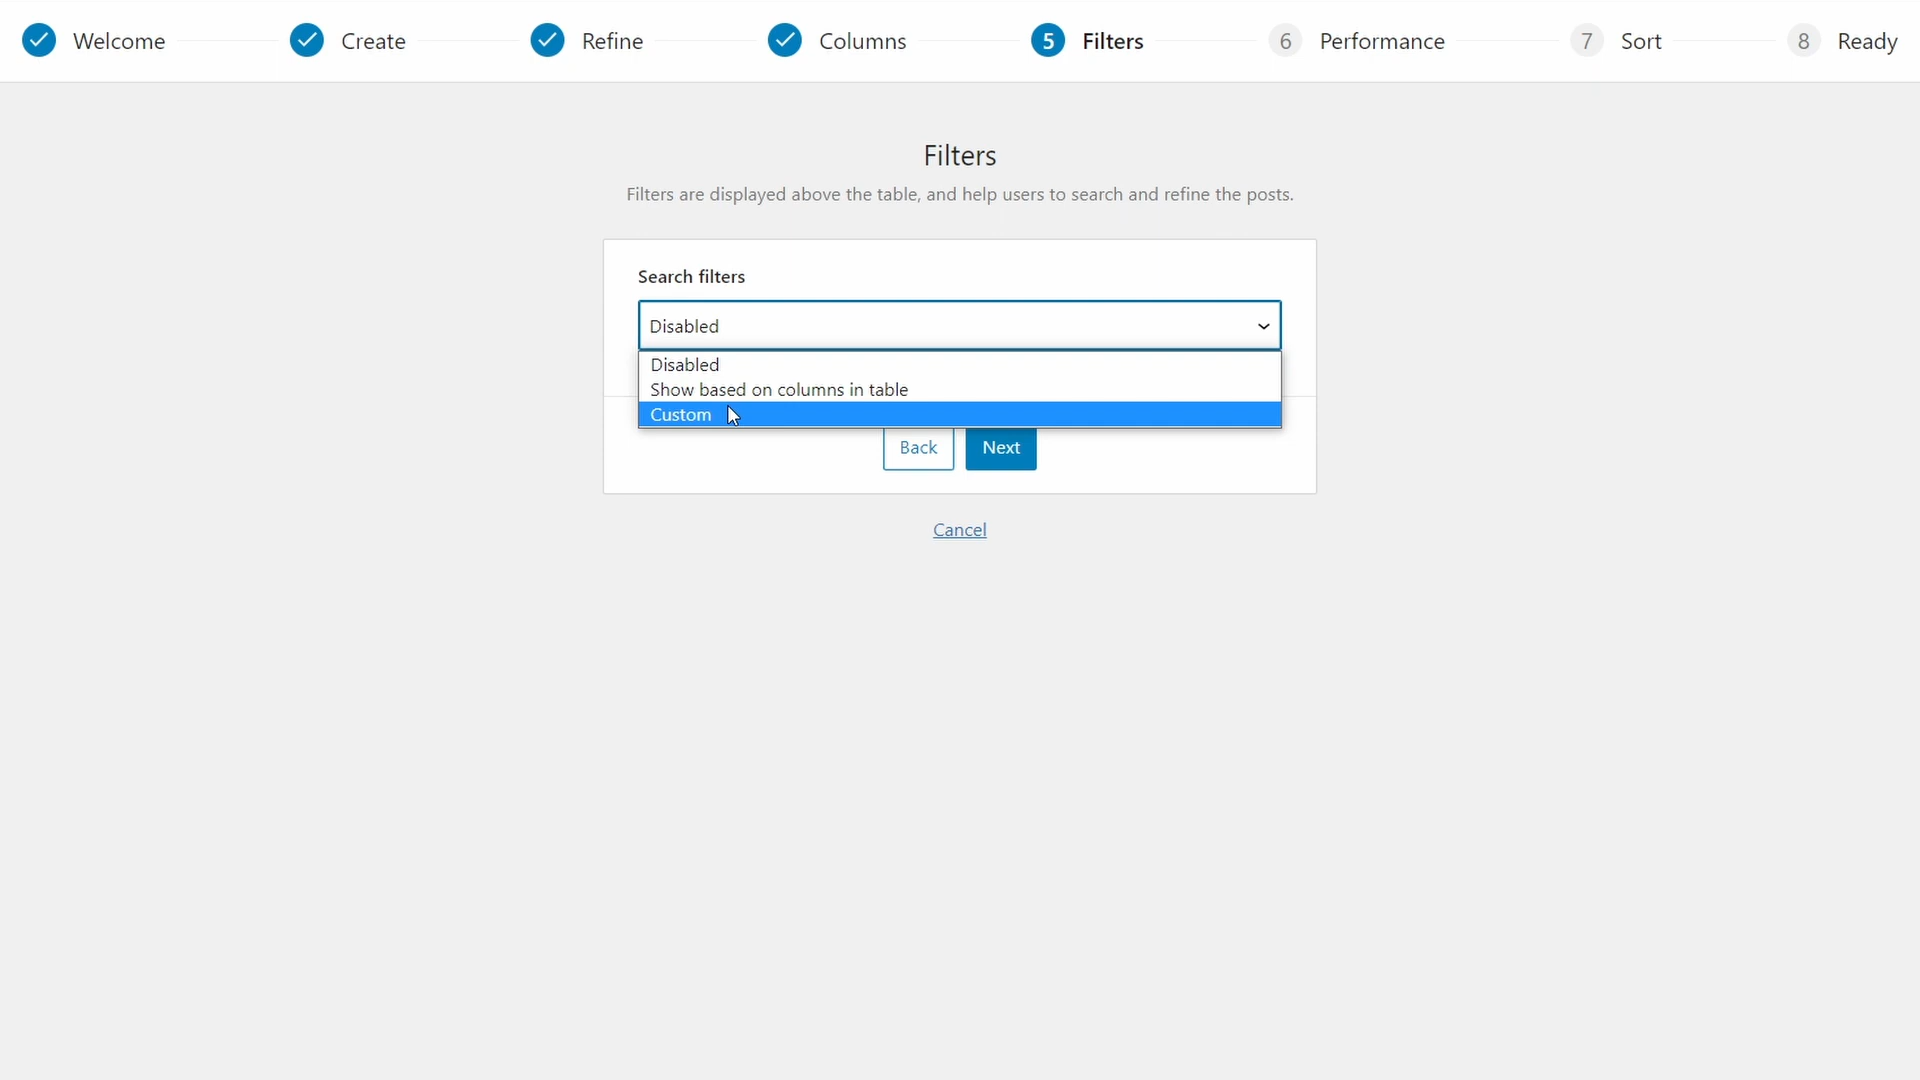 Welcome Create Refine Columns 5 Filters 6 Performance 7 Sort 8 Ready
Filters
Filters are displayed above the table, and help users to search and refine the posts.
Search filters
Disabled
Disabled
Show based on columns in table
Custom
Back Next
Cancel